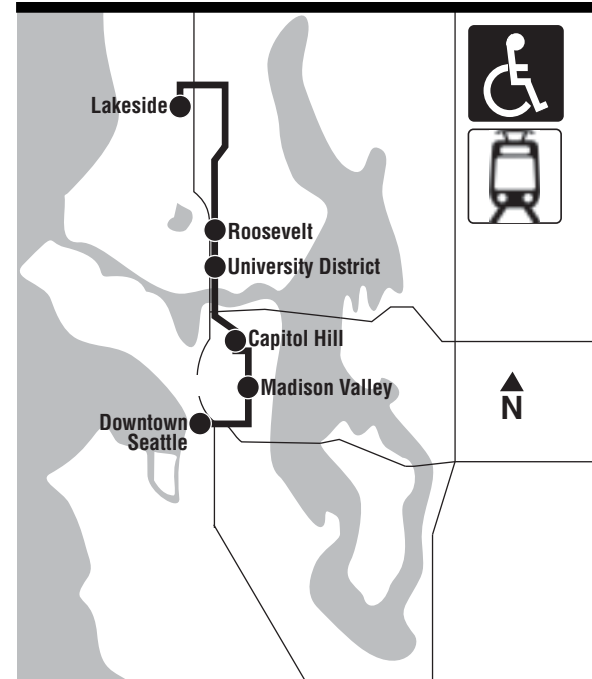 Lakeside
Roosevelt
University District
Capitol Hill
Madison Valley
Downtown
Seattle
N